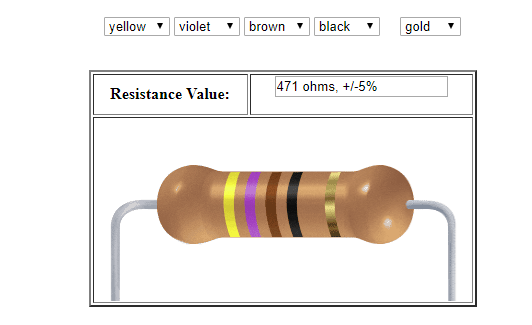 yellow violet brown black gold
Resistance Value: 471 ohms, +/-5%